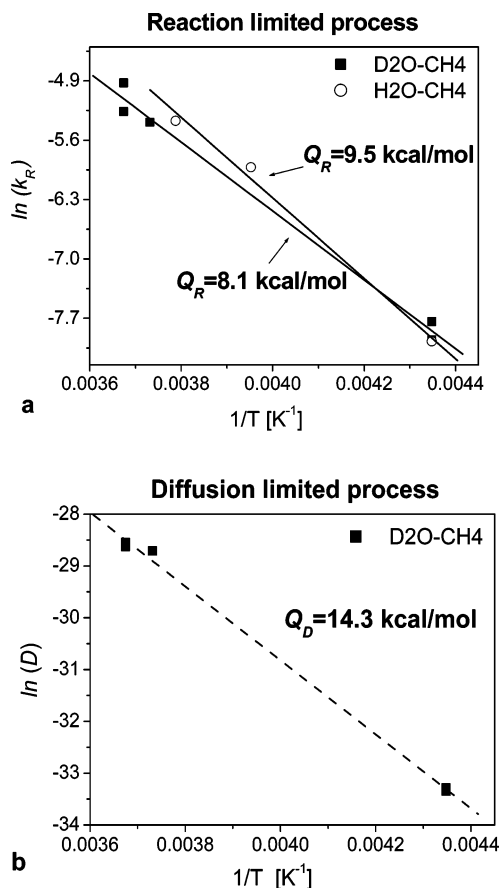 Reaction limited process
D2O-CH4
H2O-CH4
-4.9
-5.6
-6.3
-7.0
-7.7
ln (kR)
QR=9.5 kcal/mol
QR=8.1 kcal/mol
0.0036 0.0038 0.0040 0.0042 0.0044
1/T [K-1]
a
Diffusion limited process
D2O-CH4
-28
-29
-30
-31
-32
-33
-34
ln (D)
QD=14.3 kcal/mol
0.0036 0.0038 0.0040 0.0042 0.0044
1/T [K-1]
b